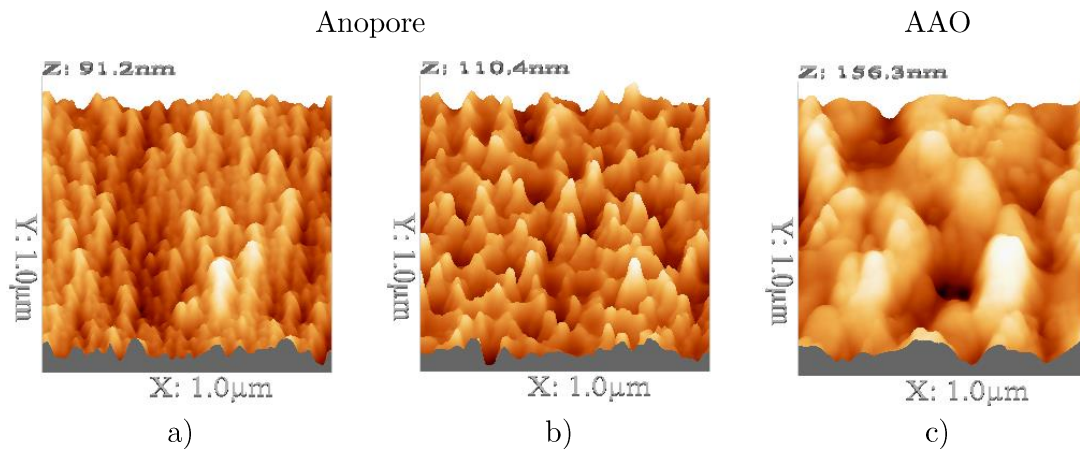 Anopore
AAO
Z: 91.2nm
Z: 110.4nm
Z: 156.3nm
Y: 1.0µm
Y: 1.0µm
Y: 1.0µm
X: 1.0µm
X: 1.0µm
X: 1.0µm
a)
b)
c)